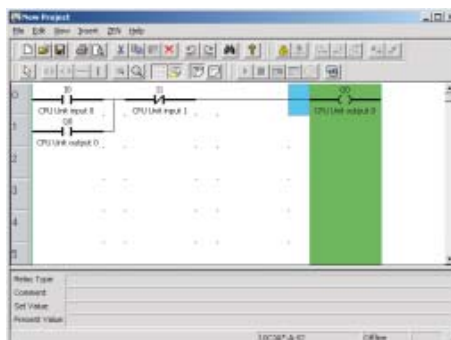 New Project
File Edit View Insert ZEN Help
0 I0 I1 Q0
CPU Unit input 0 CPU Unit input 1 CPU Unit output 0
1 Q0
CPU Unit output 0
2
3
4
5
Relay Type:
Comment:
Set Value:
Present Value:
Offline